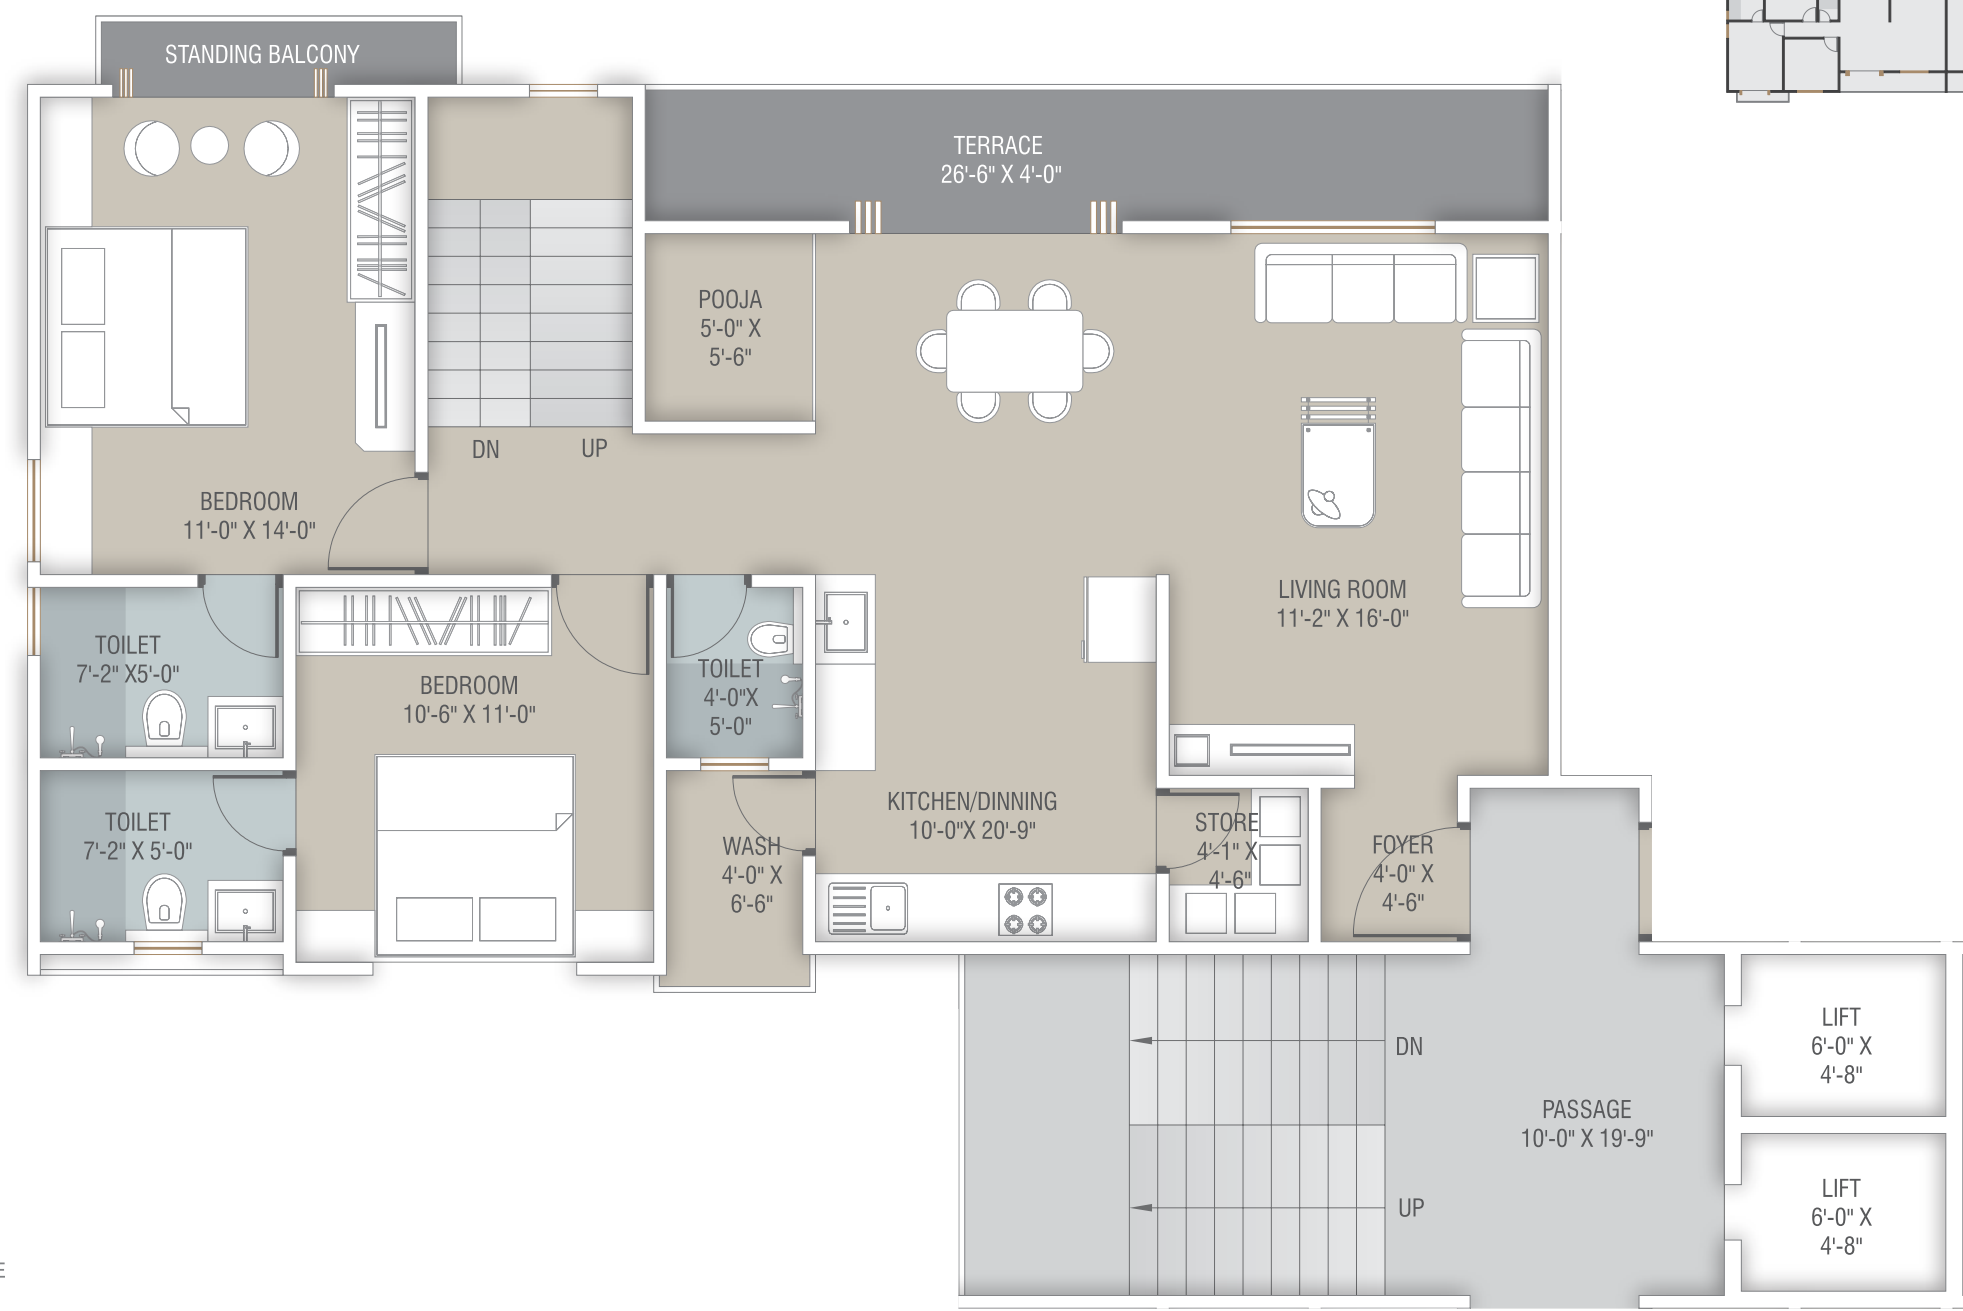 STANDING BALCONY
TERRACE
26'-6" X 4'-0"
POOJA
5'-0" X
5'-6"
DN
UP
BEDROOM
11'-0" X 14'-0"
LIVING ROOM
11'-2" X 16'-0"
TOILET
7'-2" X5'-0"
BEDROOM
10'-6" X 11'-0"
TOILET
4'-0"X
5'-0"
TOILET
7'-2" X 5'-0"
WASH
4'-0" X
6'-6"
KITCHEN/DINNING
10'-0"X 20'-9"
STORE
4'-1" X
4'-6"
FOYER
4'-0" X
4'-6"
DN
UP
PASSAGE
10'-0" X 19'-9"
LIFT
6'-0" X
4'-8"
LIFT
6'-0" X
4'-8"
E